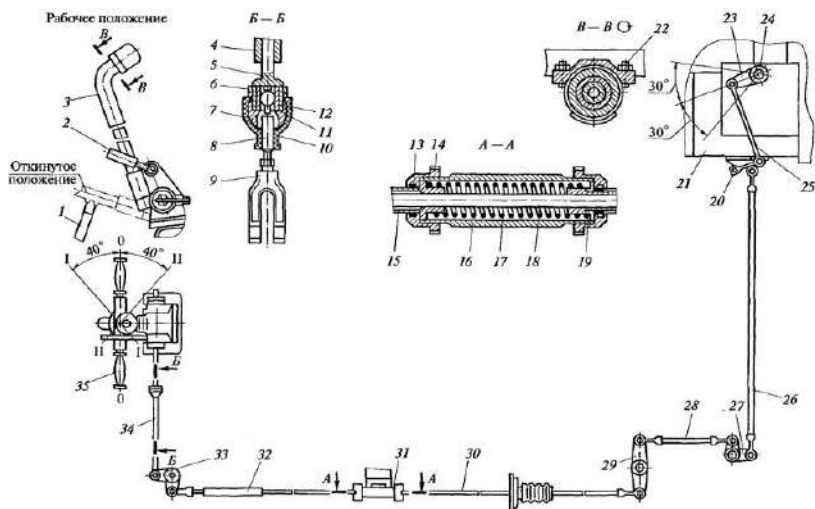 Рабочее положение
В
В
3
2
Откинутое
положение
1
Б – Б
4
5
6
7
8
9
12
11
10
В – В
22
23
24
30°
30°
21
20
25
А – А
13
14
15
16
17
18
19
I
40°
0
40°
II
II
I
0
35
Б
34
Б
33
32
А
31
А
30
29
28
27
26